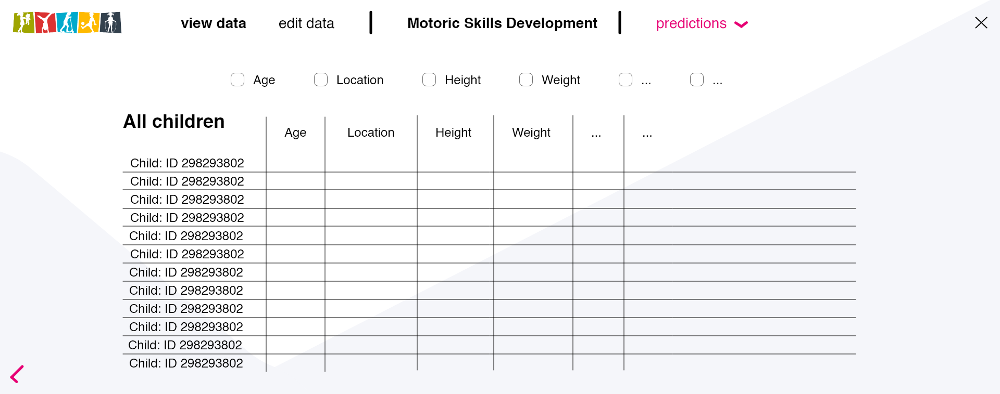 view data edit data Motoric Skills Development predictions
Age Location Height Weight ... ...
All children
Age Location Height Weight ... ...
Child: ID 298293802
Child: ID 298293802
Child: ID 298293802
Child: ID 298293802
Child: ID 298293802
Child: ID 298293802
Child: ID 298293802
Child: ID 298293802
Child: ID 298293802
Child: ID 298293802
Child: ID 298293802
Child: ID 298293802